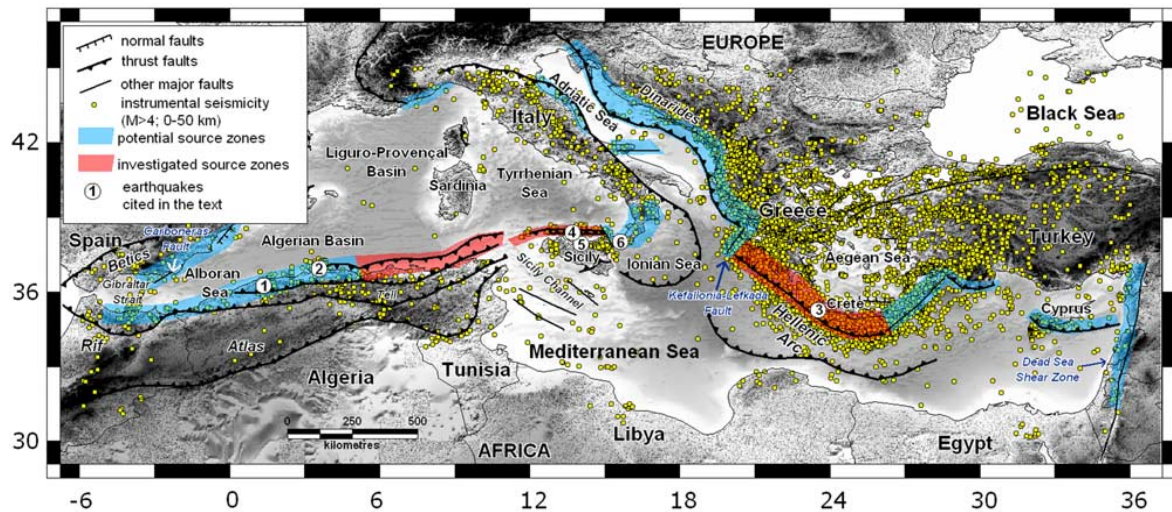 normal faults
thrust faults
other major faults
instrumental seismicity
(M>4; 0-50 km)
potential source zones
investigated source zones
1 earthquakes
cited in the text
EUROPE
Black Sea
Adriatic Sea
Dinarides
Italy
Liguro-Provençal
Basin
Sardinia
Tyrrhenian
Sea
Greece
Turkey
Spain
Carboneras
Fault
Betics
Algerian Basin
Alboran
Sea
Gibraltar
Strait
1
2
Tell
4
5
6
Sicily
Ionian Sea
Aegean Sea
Sicily Channel
Kefallonia-Lefkada
Fault
3
Crete
Hellenic
Arc
Cyprus
Rif
Atlas
Mediterranean Sea
Dead Sea
Shear Zone
Algeria
Tunisia
0 250 500
kilometres
AFRICA
Libya
Egypt
42
36
30
-6 0 6 12 18 24 30 36